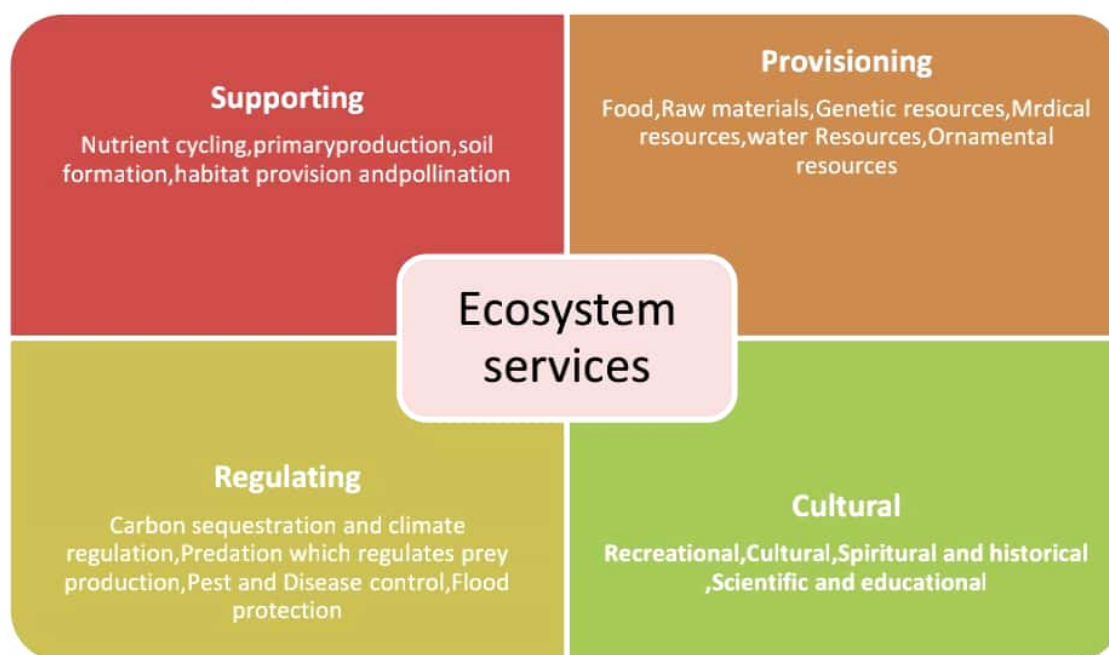 Supporting
Nutrient cycling,primaryproduction,soil
formation,habitat provision andpollination
Provisioning
Food,Raw materials,Genetic resources,Mrdical
resources,water Resources,Ornamental
resources
Ecosystem
services
Regulating
Carbon sequestration and climate
regulation,Predation which regulates prey
production,Pest and Disease control,Flood
protection
Cultural
Recreational,Cultural,Spiritural and historical
,Scientific and educational